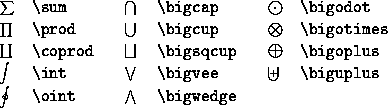 ∑ \sum ⋂ \bigcap ⨀ \bigodot
∏ \prod ⋃ \bigcup ⨂ \bigotimes
∐ \coprod ⨆ \bigsqcup ⨁ \bigoplus
∫ \int ⋁ \bigvee ⨄ \biguplus
∮ \oint ⋀ \bigwedge